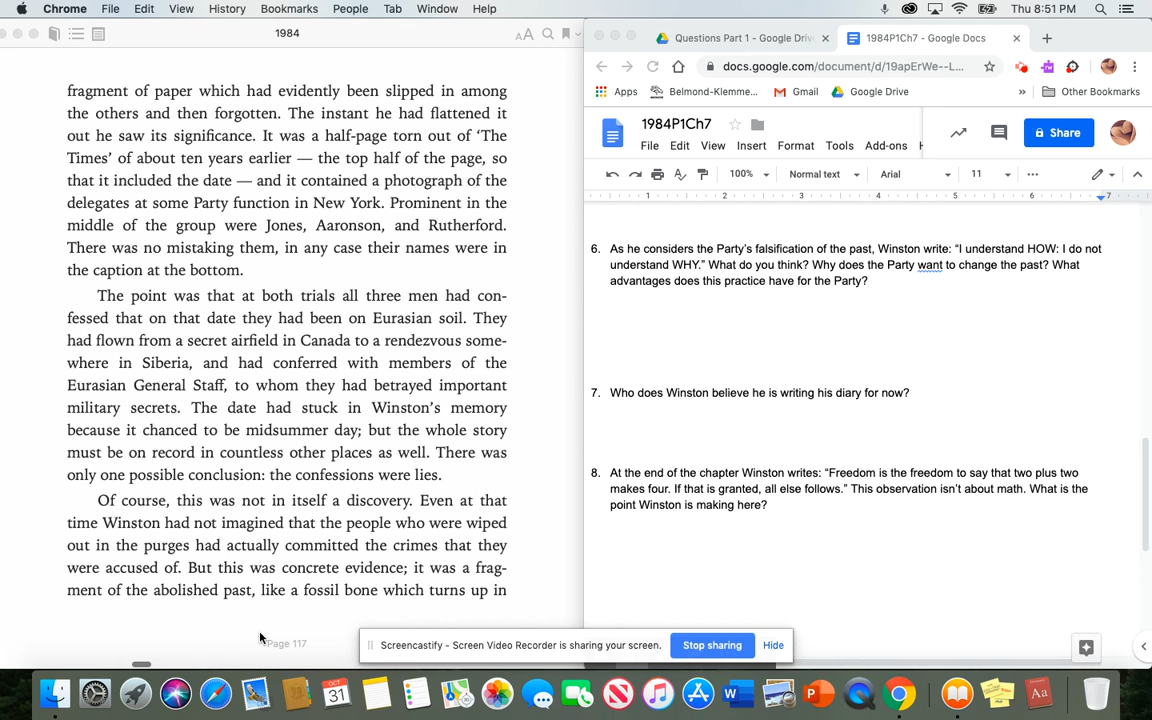 Chrome File Edit View History Bookmarks People Tab Window Help Thu 8:51 PM
1984
AA
Questions Part 1 - Google Driv
1984P1Ch7 - Google Docs
docs.google.com/document/d/19apErWe--L...
Apps Belmond-Klemme... Gmail Google Drive » Other Bookmarks
1984P1Ch7
File Edit View Insert Format Tools Add-ons
Share
100% Normal text Arial 11
1 2 3 4 5 6 7
fragment of paper which had evidently been slipped in among
the others and then forgotten. The instant he had flattened it
out he saw its significance. It was a half-page torn out of ‘The
Times’ of about ten years earlier — the top half of the page, so
that it included the date — and it contained a photograph of the
delegates at some Party function in New York. Prominent in the
middle of the group were Jones, Aaronson, and Rutherford.
There was no mistaking them, in any case their names were in
the caption at the bottom.
The point was that at both trials all three men had con-
fessed that on that date they had been on Eurasian soil. They
had flown from a secret airfield in Canada to a rendezvous some-
where in Siberia, and had conferred with members of the
Eurasian General Staff, to whom they had betrayed important
military secrets. The date had stuck in Winston’s memory
because it chanced to be midsummer day; but the whole story
must be on record in countless other places as well. There was
only one possible conclusion: the confessions were lies.
Of course, this was not in itself a discovery. Even at that
time Winston had not imagined that the people who were wiped
out in the purges had actually committed the crimes that they
were accused of. But this was concrete evidence; it was a frag-
ment of the abolished past, like a fossil bone which turns up in
Page 117
6. As he considers the Party’s falsification of the past, Winston write: “I understand HOW: I do not
understand WHY.” What do you think? Why does the Party want to change the past? What
advantages does this practice have for the Party?
7. Who does Winston believe he is writing his diary for now?
8. At the end of the chapter Winston writes: “Freedom is the freedom to say that two plus two
makes four. If that is granted, all else follows.” This observation isn’t about math. What is the
point Winston is making here?
Screencastify - Screen Video Recorder is sharing your screen. Stop sharing Hide
OCT
31
W
P
Aa